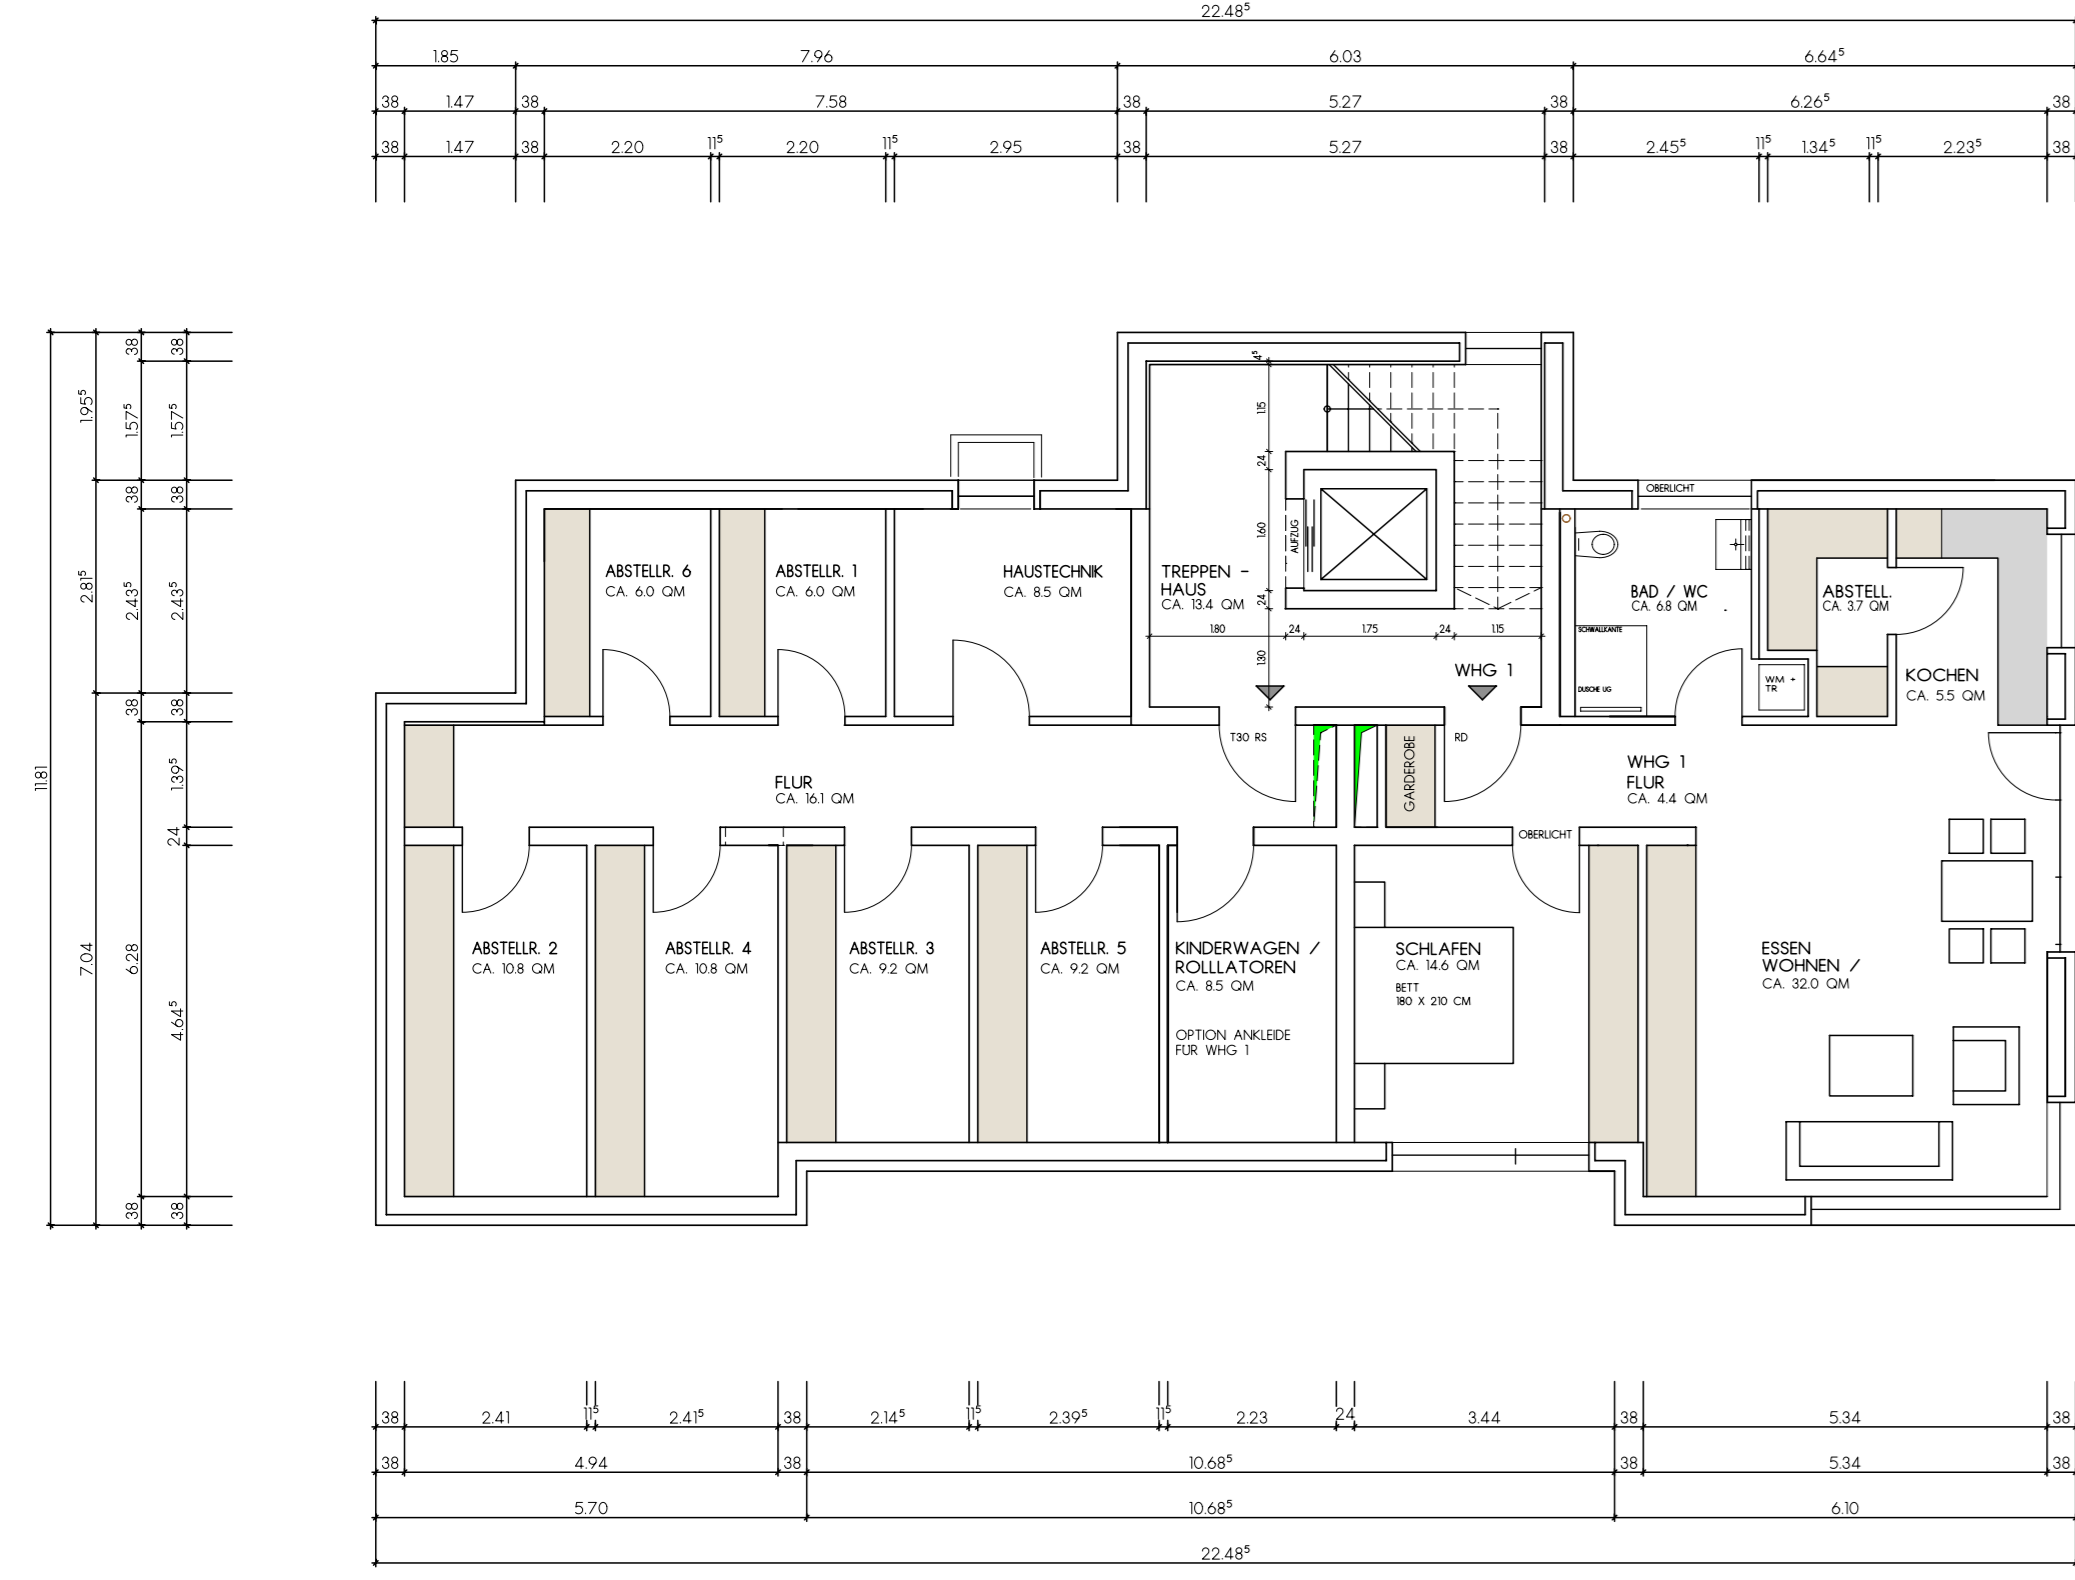 22.48⁵
1.85 7.96 6.03 6.64⁵
38 1.47 38 7.58 38 5.27 38 6.26⁵ 38
38 1.47 38 2.20 11⁵ 2.20 11⁵ 2.95 38 5.27 38 2.45⁵ 11⁵ 1.34⁵ 11⁵ 2.23⁵ 38
11.81
1.95⁵ 2.81⁵ 7.04
38 1.57⁵ 38 2.43⁵ 38 6.28 38
38 1.57⁵ 38 2.43⁵ 38 1.39⁵ 24 4.64⁵ 38
ABSTELLR. 6
CA. 6.0 QM
ABSTELLR. 1
CA. 6.0 QM
HAUSTECHNIK
CA. 8.5 QM
TREPPEN -
HAUS
CA. 13.4 QM
4⁵ 1.15 24 1.60 24 1.30
AUFZUG
1.80 24 1.75 24 1.15
WHG 1
OBERLICHT
BAD / WC
CA. 6.8 QM
SCHWALLKANTE
DUSCHE UG
WM +
TR
ABSTELL.
CA. 3.7 QM
KOCHEN
CA. 5.5 QM
FLUR
CA. 16.1 QM
T30 RS
GARDEROBE
RD
WHG 1
FLUR
CA. 4.4 QM
OBERLICHT
ABSTELLR. 2
CA. 10.8 QM
ABSTELLR. 4
CA. 10.8 QM
ABSTELLR. 3
CA. 9.2 QM
ABSTELLR. 5
CA. 9.2 QM
KINDERWAGEN /
ROLLLATOREN
CA. 8.5 QM
OPTION ANKLEIDE
FUR WHG 1
SCHLAFEN
CA. 14.6 QM
BETT
180 X 210 CM
ESSEN
WOHNEN /
CA. 32.0 QM
38 2.41 11⁵ 2.41⁵ 38 2.14⁵ 11⁵ 2.39⁵ 11⁵ 2.23 24 3.44 38 5.34 38
38 4.94 38 10.68⁵ 38 5.34 38
5.70 10.68⁵ 6.10
22.48⁵